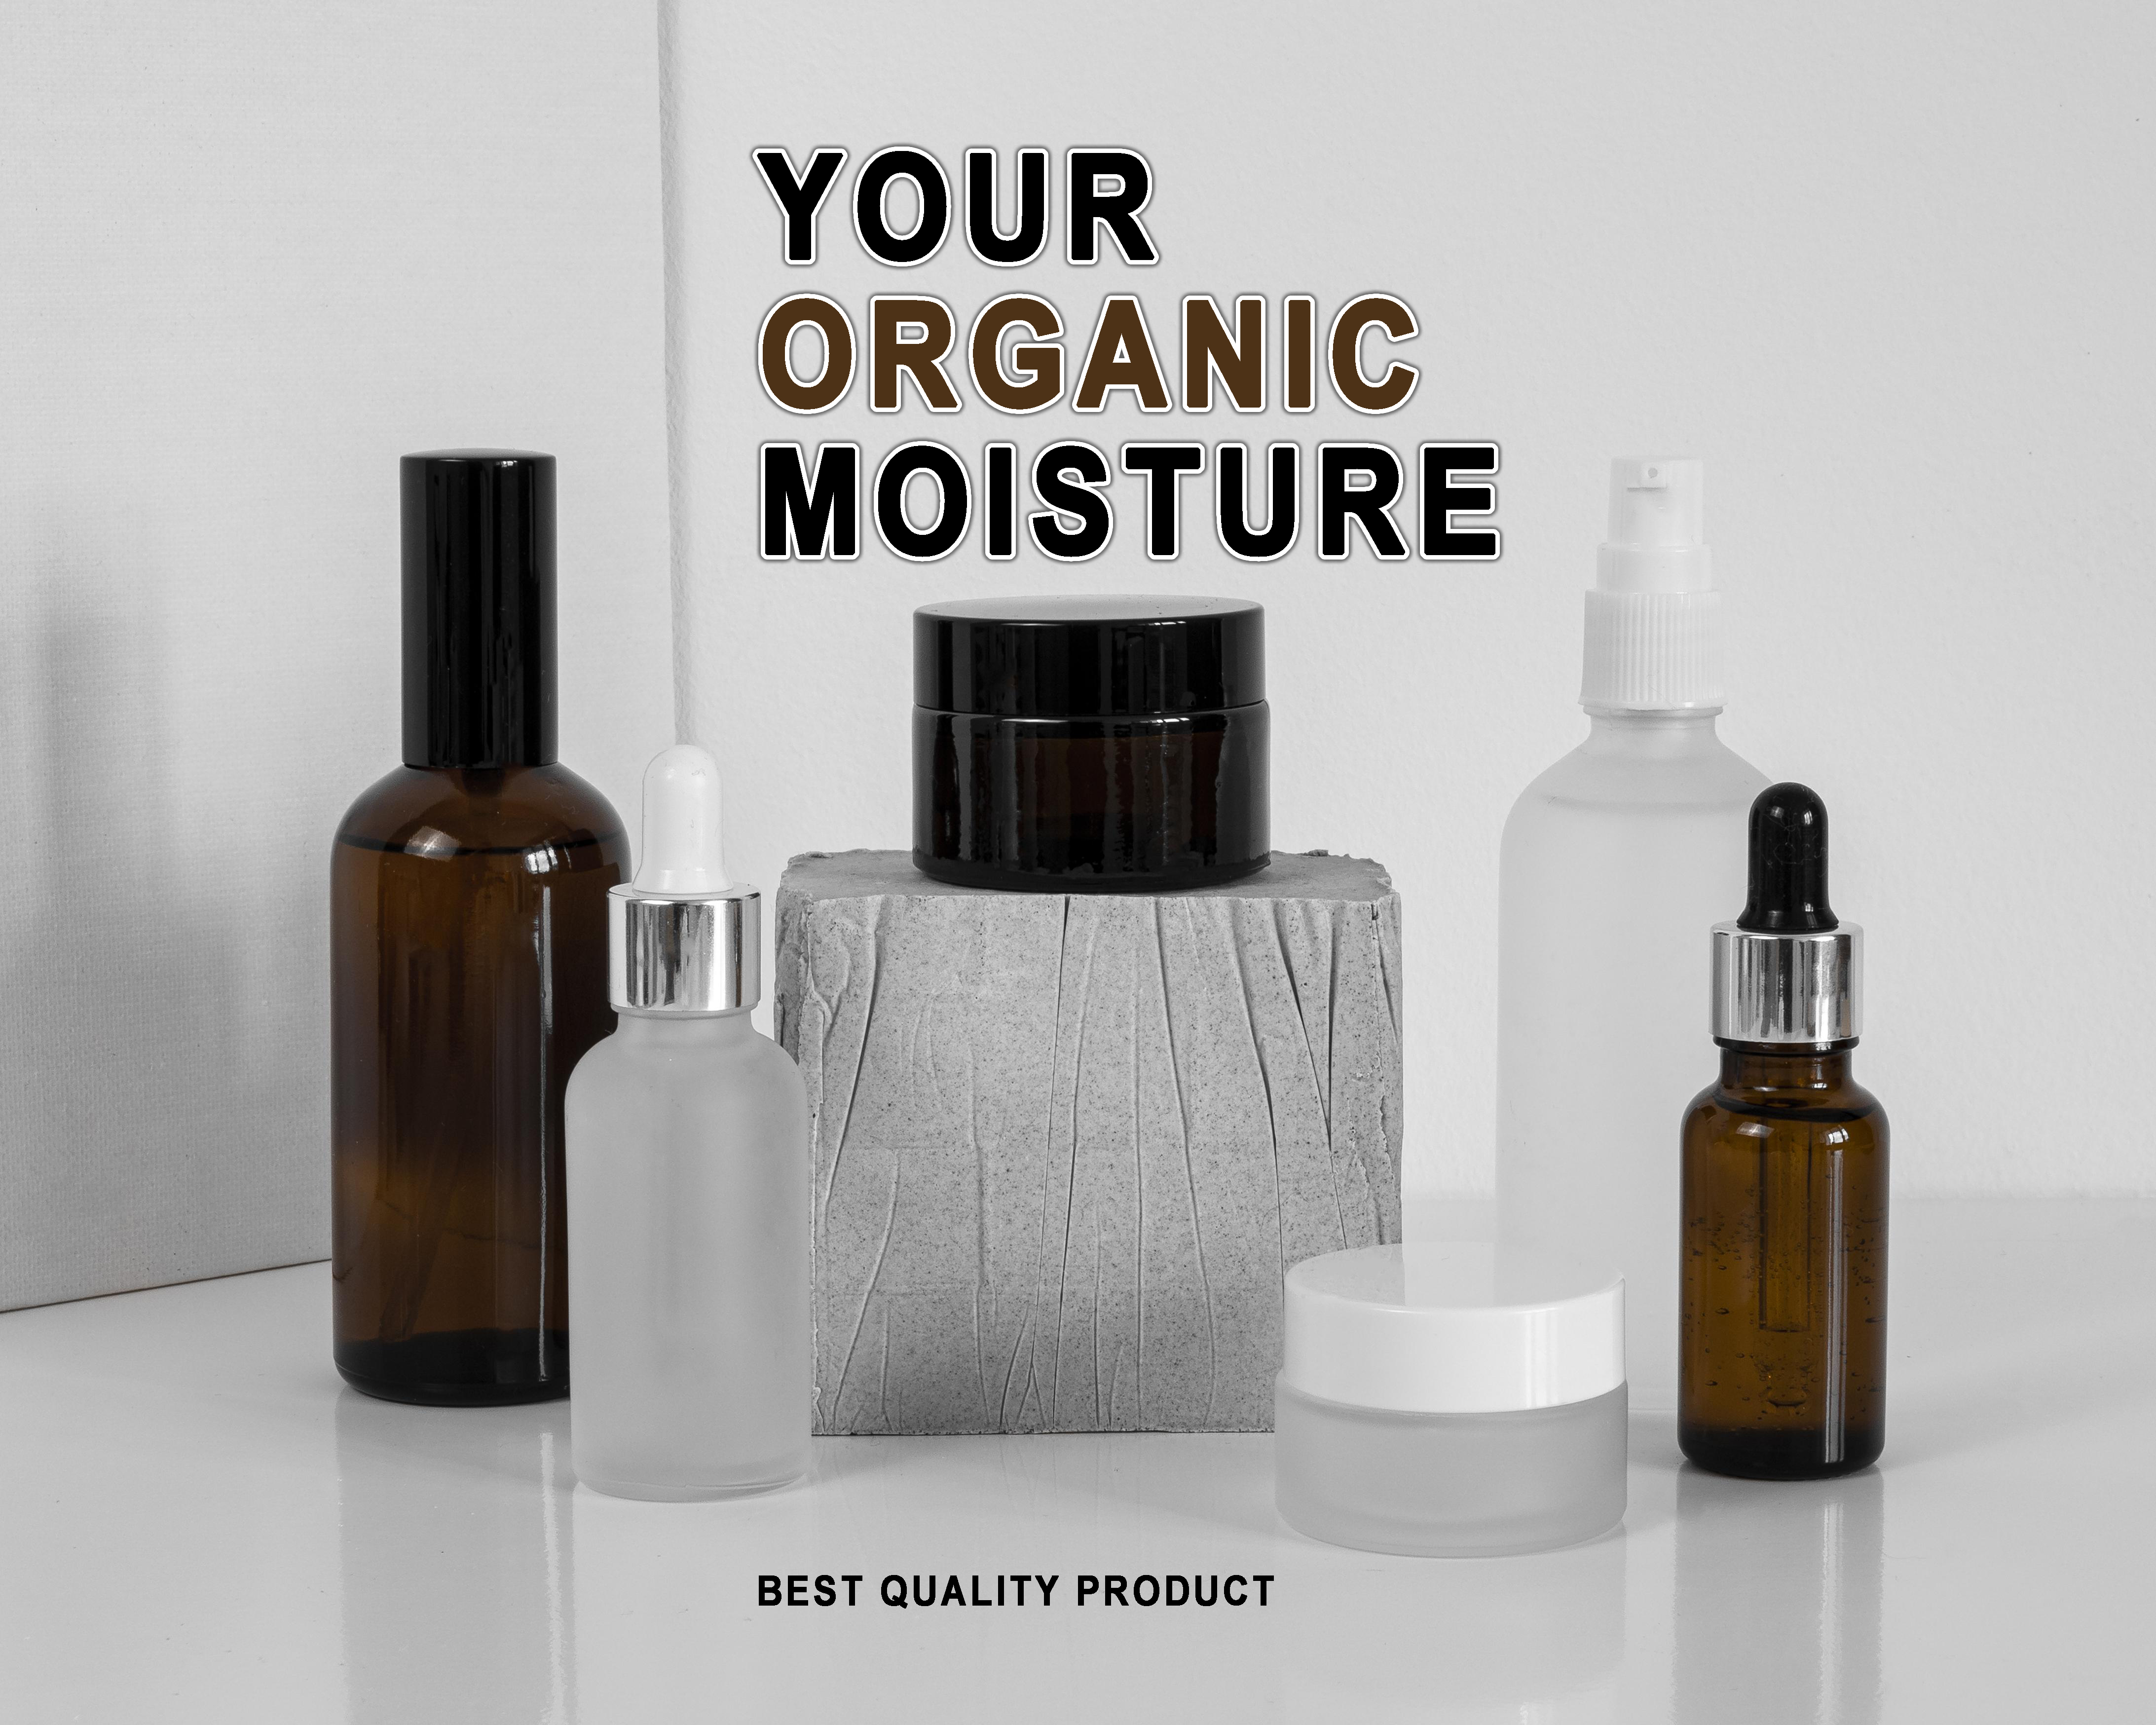 YOUR
ORGANIC
MOISTURE
BEST QUALITY PRODUCT